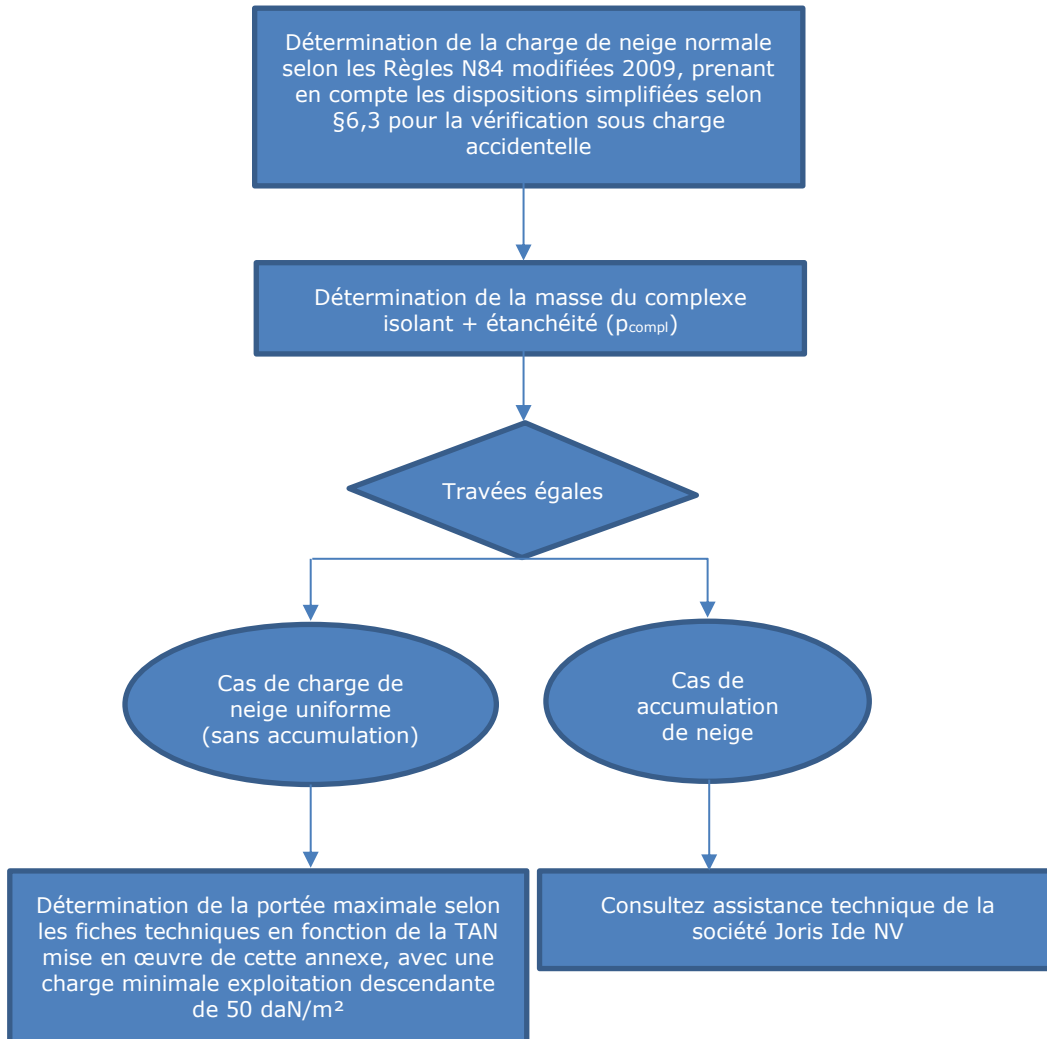 Détermination de la charge de neige normale
selon les Règles N84 modifiées 2009, prenant
en compte les dispositions simplifiées selon
§6,3 pour la vérification sous charge
accidentelle
Détermination de la masse du complexe
isolant + étanchéité (pcompl)
Travées égales
Cas de charge de
neige uniforme
(sans accumulation)
Cas de
accumulation
de neige
Détermination de la portée maximale selon
les fiches techniques en fonction de la TAN
mise en œuvre de cette annexe, avec une
charge minimale exploitation descendante
de 50 daN/m²
Consultez assistance technique de la
société Joris Ide NV